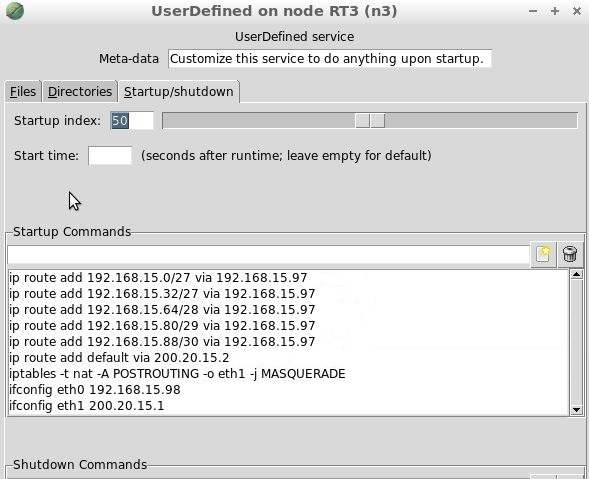 UserDefined on node RT3 (n3)
UserDefined service
Meta-data Customize this service to do anything upon startup.
Files Directories Startup/shutdown
Startup index: 50
Start time: (seconds after runtime; leave empty for default)
Startup Commands
ip route add 192.168.15.0/27 via 192.168.15.97
ip route add 192.168.15.32/27 via 192.168.15.97
ip route add 192.168.15.64/28 via 192.168.15.97
ip route add 192.168.15.80/29 via 192.168.15.97
ip route add 192.168.15.88/30 via 192.168.15.97
ip route add default via 200.20.15.2
iptables -t nat -A POSTROUTING -o eth1 -j MASQUERADE
ifconfig eth0 192.168.15.98
ifconfig eth1 200.20.15.1
Shutdown Commands